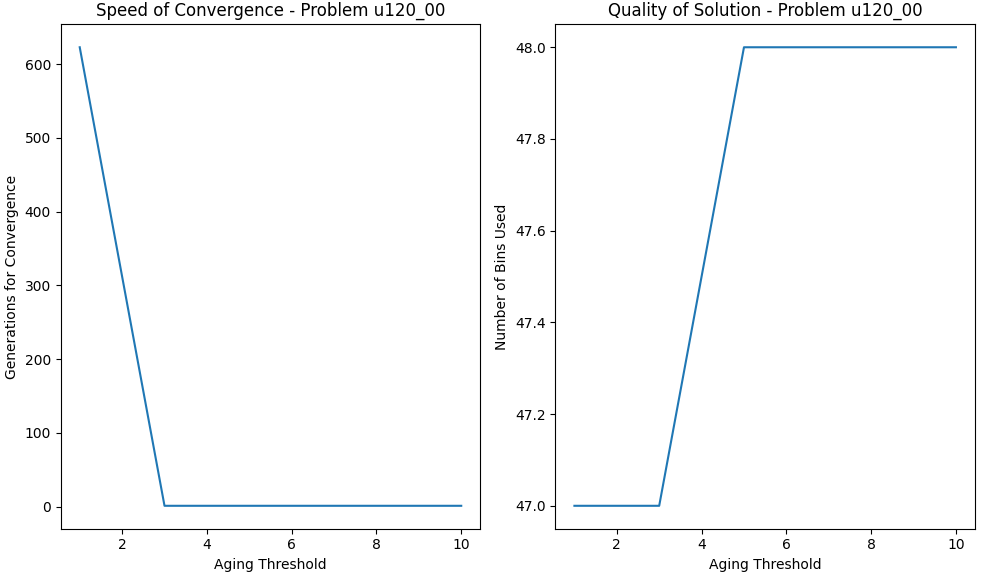 Speed of Convergence - Problem u120_00
Generations for Convergence
600
500
400
300
200
100
0
2 4 6 8 10
Aging Threshold
Quality of Solution - Problem u120_00
Number of Bins Used
48.0
47.8
47.6
47.4
47.2
47.0
2 4 6 8 10
Aging Threshold